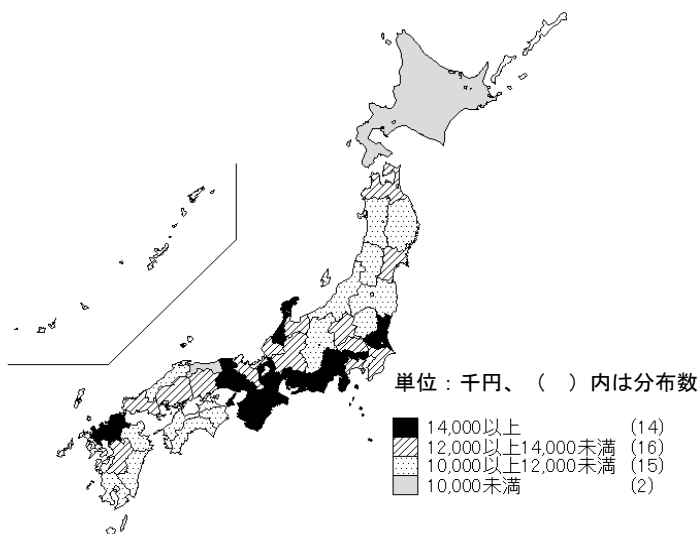 単位：千円、（　）内は分布数
14,000以上 (14)
12,000以上14,000未満 (16)
10,000以上12,000未満 (15)
10,000未満 (2)